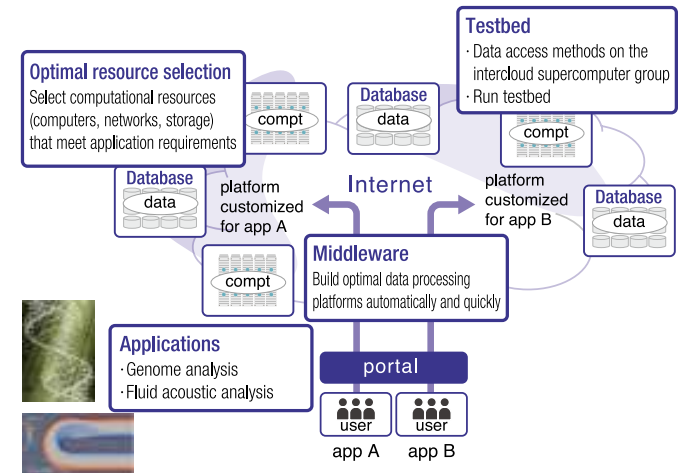 Testbed
· Data access methods on the
intercloud supercomputer group
· Run testbed
Optimal resource selection
Select computational resources
(computers, networks, storage)
that meet application requirements
compt
Database
data
compt
Database
data
platform
customized
for app A
Internet
platform
customized
for app B
Database
data
compt
Middleware
Build optimal data processing
platforms automatically and quickly
Applications
· Genome analysis
· Fluid acoustic analysis
portal
user
user
app A
app B